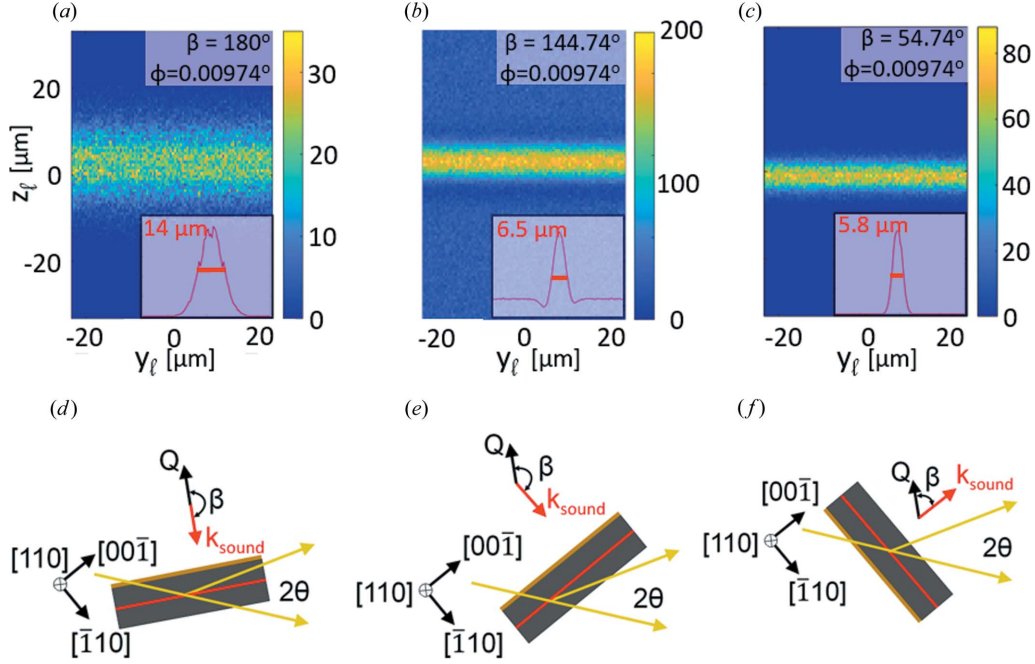 (a)
(b)
(c)
β = 180°
ϕ=0.00974°
β = 144.74°
ϕ=0.00974°
β = 54.74°
ϕ=0.00974°
z_ℓ [μm]
20
0
-20
14 μm
6.5 μm
5.8 μm
30
20
10
0
200
100
0
80
60
40
20
0
-20 0 20
-20 0 20
-20 0 20
y_ℓ [μm]
y_ℓ [μm]
y_ℓ [μm]
(d)
(e)
(f)
Q
β
k_sound
[110] [001̄]
[1̄10]
2θ
Q
β
k_sound
[110] [001̄]
[1̄10]
2θ
Q
β
k_sound
[001̄]
[110]
[1̄10]
2θ